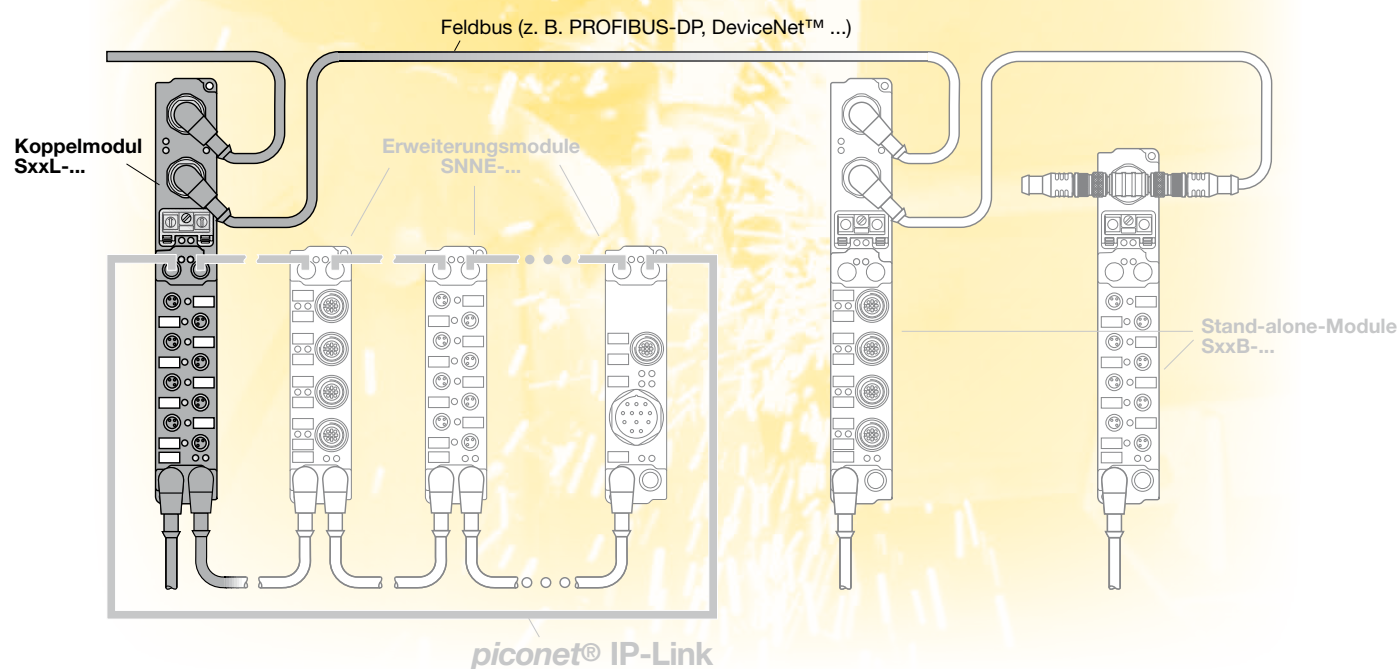 Feldbus (z. B. PROFIBUS-DP, DeviceNet™ ...)
Koppelmodul
SxxL-...
Erweiterungsmodule
SNNE-...
Stand-alone-Module
SxxB-...
piconet® IP-Link